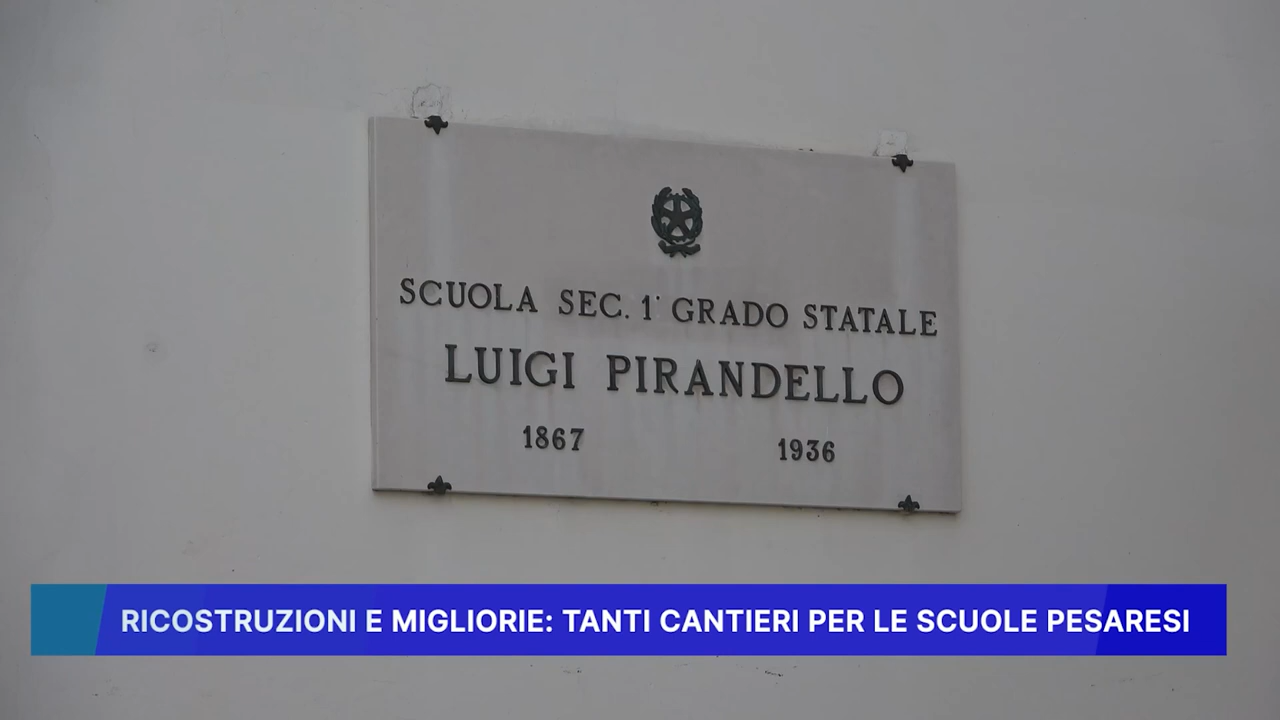 SCUOLA SEC. 1° GRADO STATALE
LUIGI PIRANDELLO
1867 1936
RICOSTRUZIONI E MIGLIORIE: TANTI CANTIERI PER LE SCUOLE PESARESI